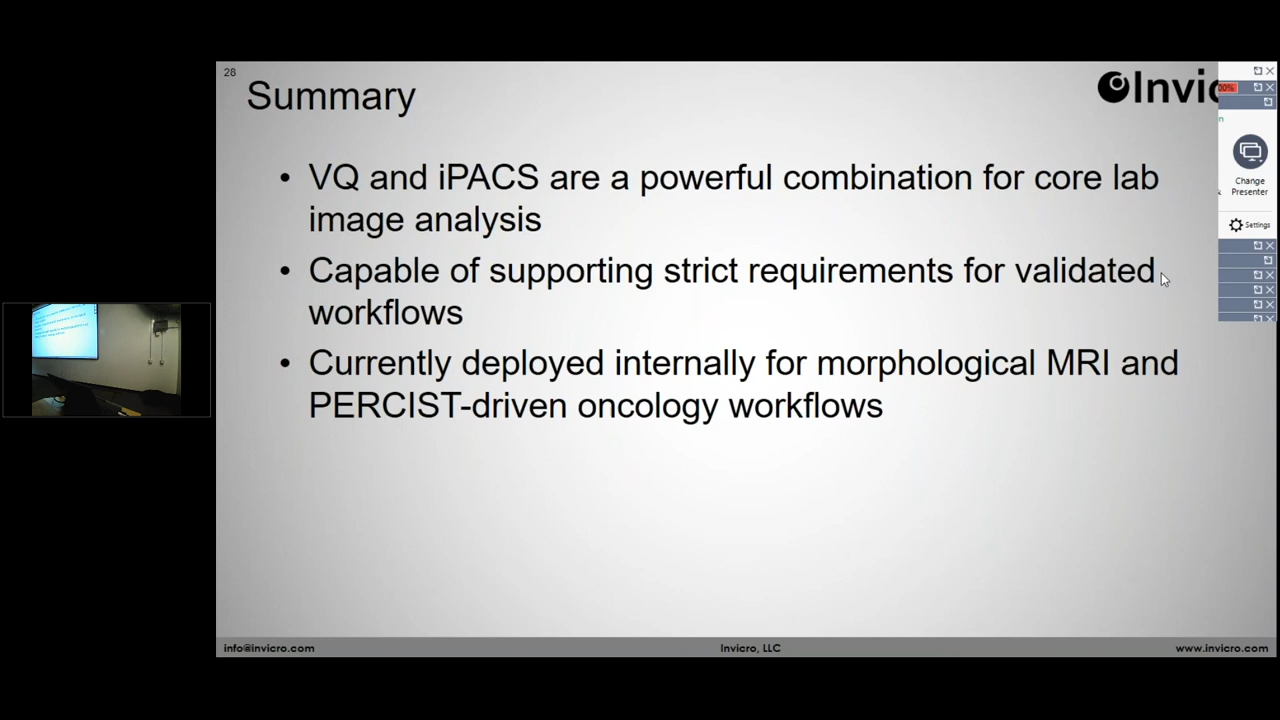 28
Summary
Invic
• VQ and iPACS are a powerful combination for core lab
image analysis
• Capable of supporting strict requirements for validated
workflows
• Currently deployed internally for morphological MRI and
PERCIST-driven oncology workflows
00%
n
Change
Presenter
Settings
info@invicro.com
Invicro, LLC
www.invicro.com